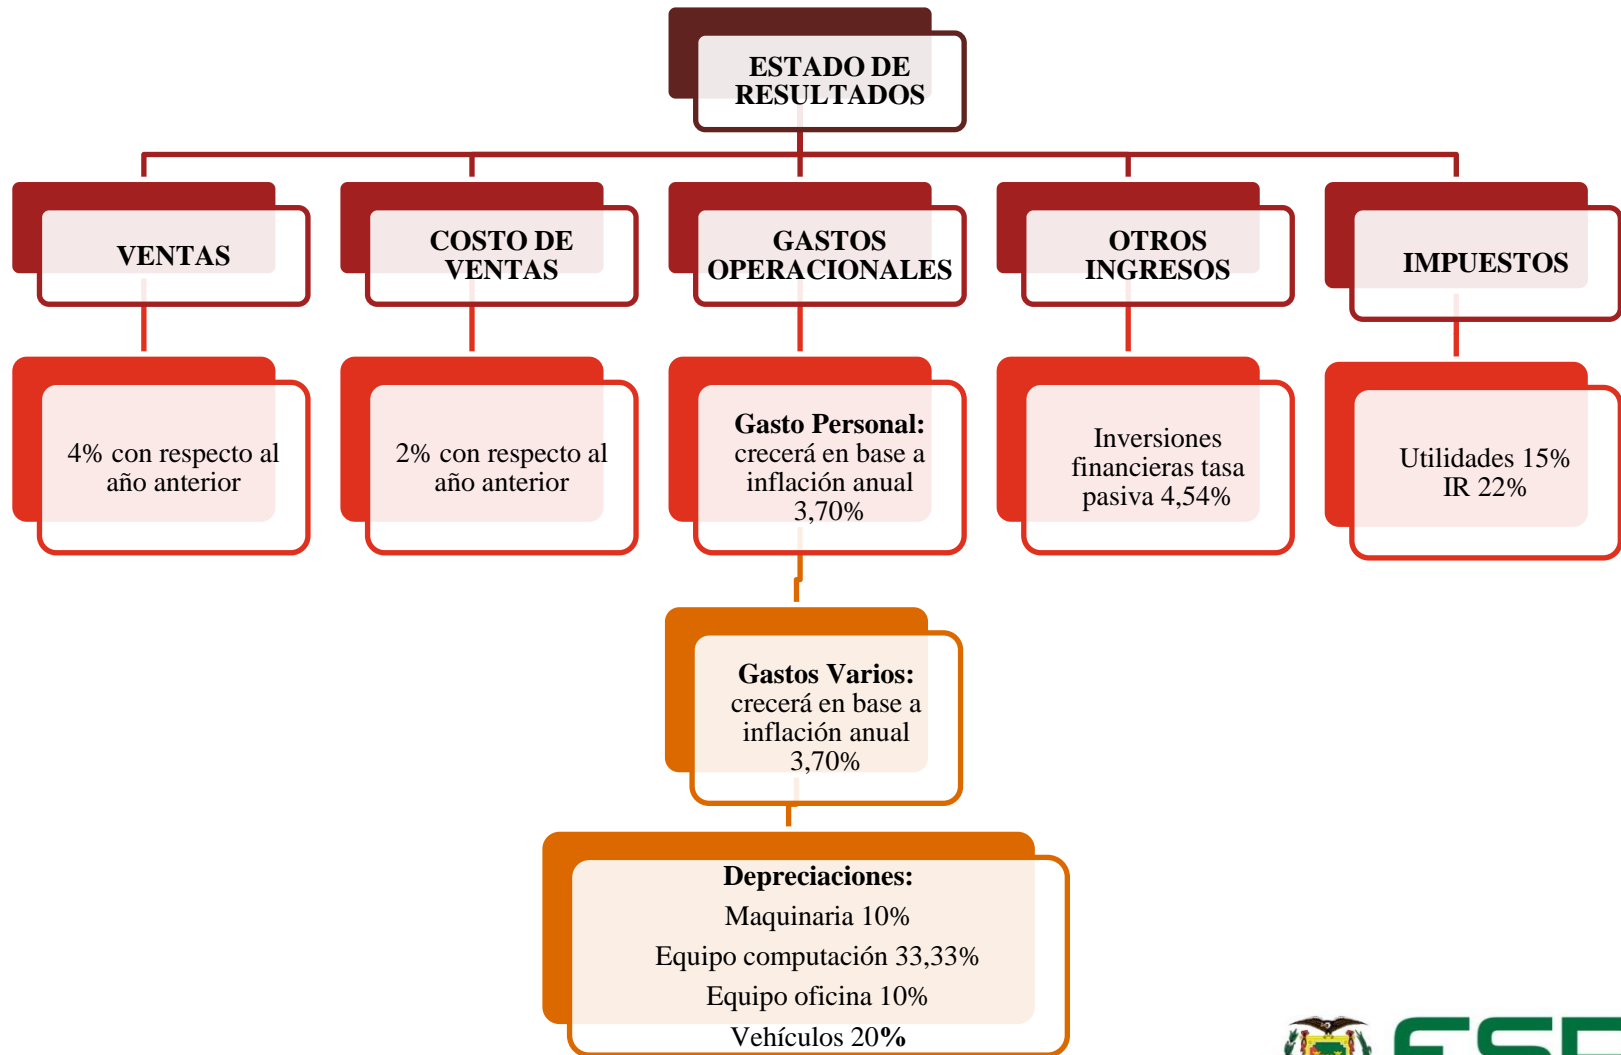 ESTADO DE
RESULTADOS
VENTAS
COSTO DE
VENTAS
GASTOS
OPERACIONALES
OTROS
INGRESOS
IMPUESTOS
4% con respecto al
año anterior
2% con respecto al
año anterior
Gasto Personal:
crecerá en base a
inflación anual
3,70%
Inversiones
financieras tasa
pasiva 4,54%
Utilidades 15%
IR 22%
Gastos Varios:
crecerá en base a
inflación anual
3,70%
Depreciaciones:
Maquinaria 10%
Equipo computación 33,33%
Equipo oficina 10%
Vehículos 20%